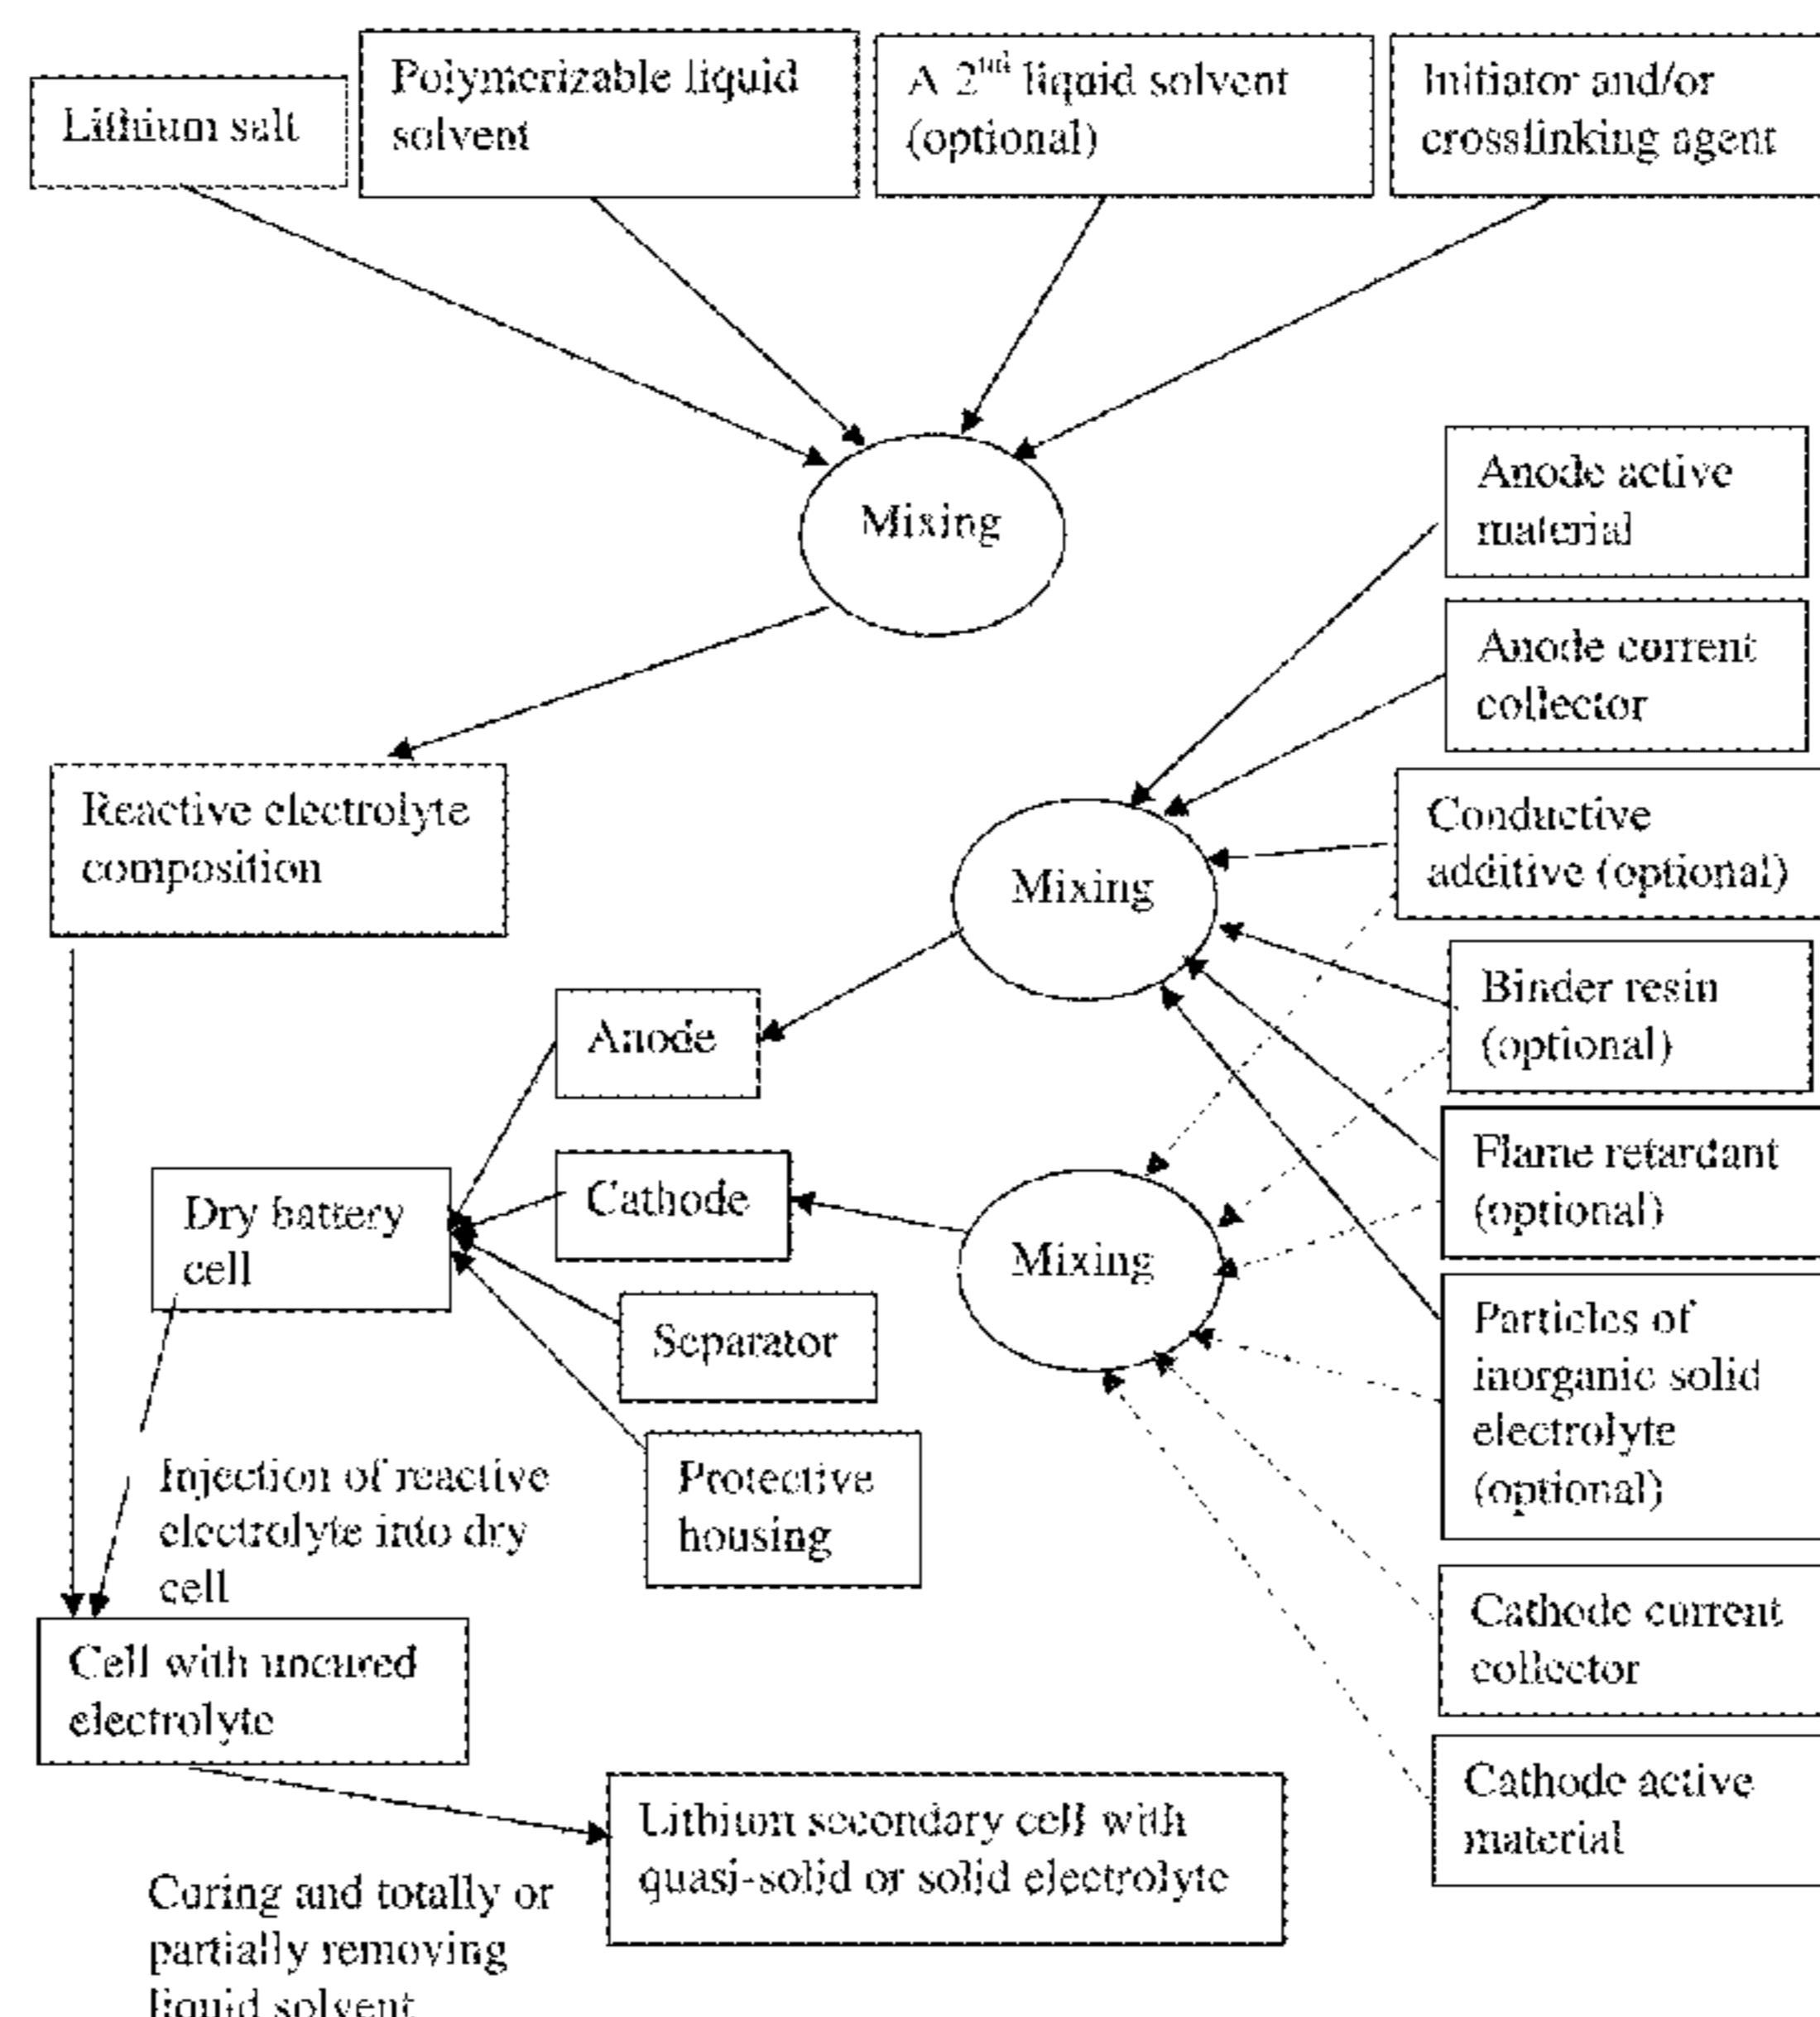 Lithium salt
Polymerizable liquid
solvent
A 2nd liquid solvent
(optional)
Initiator and/or
crosslinking agent
Mixing
Anode active
material
Anode current
collector
Reactive electrolyte
composition
Mixing
Conductive
additive (optional)
Binder resin
(optional)
Anode
Flame retardant
(optional)
Cathode
Dry battery
cell
Mixing
Separator
Particles of
inorganic solid
electrolyte
(optional)
Protective
housing
Injection of reactive
electrolyte into dry
cell
Cathode current
collector
Cell with uncured
electrolyte
Cathode active
material
Lithium secondary cell with
quasi-solid or solid electrolyte
Curing and totally or
partially removing
liquid solvent